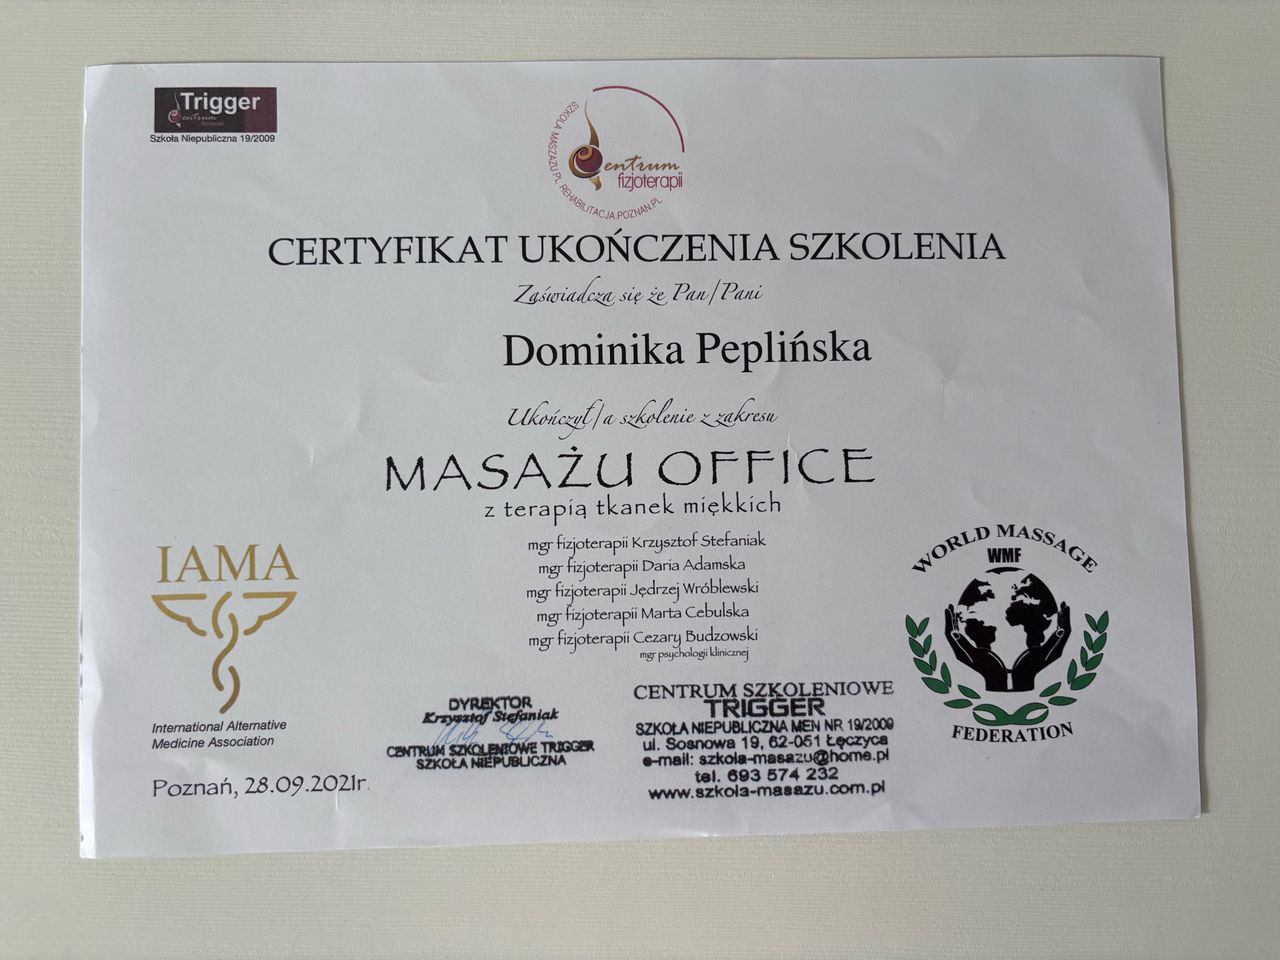 Trigger
Centrum
Szkoła Niepubliczna 19/2009
SZKOLA MASZAZU.PL REHABILITACJA.POZNAN.PL
Centrum
fizjoterapii
CERTYFIKAT UKOŃCZENIA SZKOLENIA
Zaświadcza się że Pan/Pani
Dominika Peplińska
Ukończył/a szkolenie z zakresu
MASAŻU OFFICE
z terapią tkanek miękkich
mgr fizjoterapii Krzysztof Stefaniak
mgr fizjoterapii Daria Adamska
mgr fizjoterapii Jędrzej Wróblewski
mgr fizjoterapii Marta Cebulska
mgr fizjoterapii Cezary Budzowski
mgr psychologii klinicznej
IAMA
International Alternative
Medicine Association
Poznań, 28.09.2021r.
DYREKTOR
Krzysztof Stefaniak
CENTRUM SZKOLENIOWE TRIGGER
SZKOŁA NIEPUBLICZNA
CENTRUM SZKOLENIOWE
TRIGGER
SZKOŁA NIEPUBLICZNA MEN NR 19/2009
ul. Sosnowa 19, 62-051 Łęczyca
e-mail: szkola-masazu@home.pl
tel. 693 574 232
www.szkola-masazu.com.pl
WORLD MASSAGE
WMF
FEDERATION